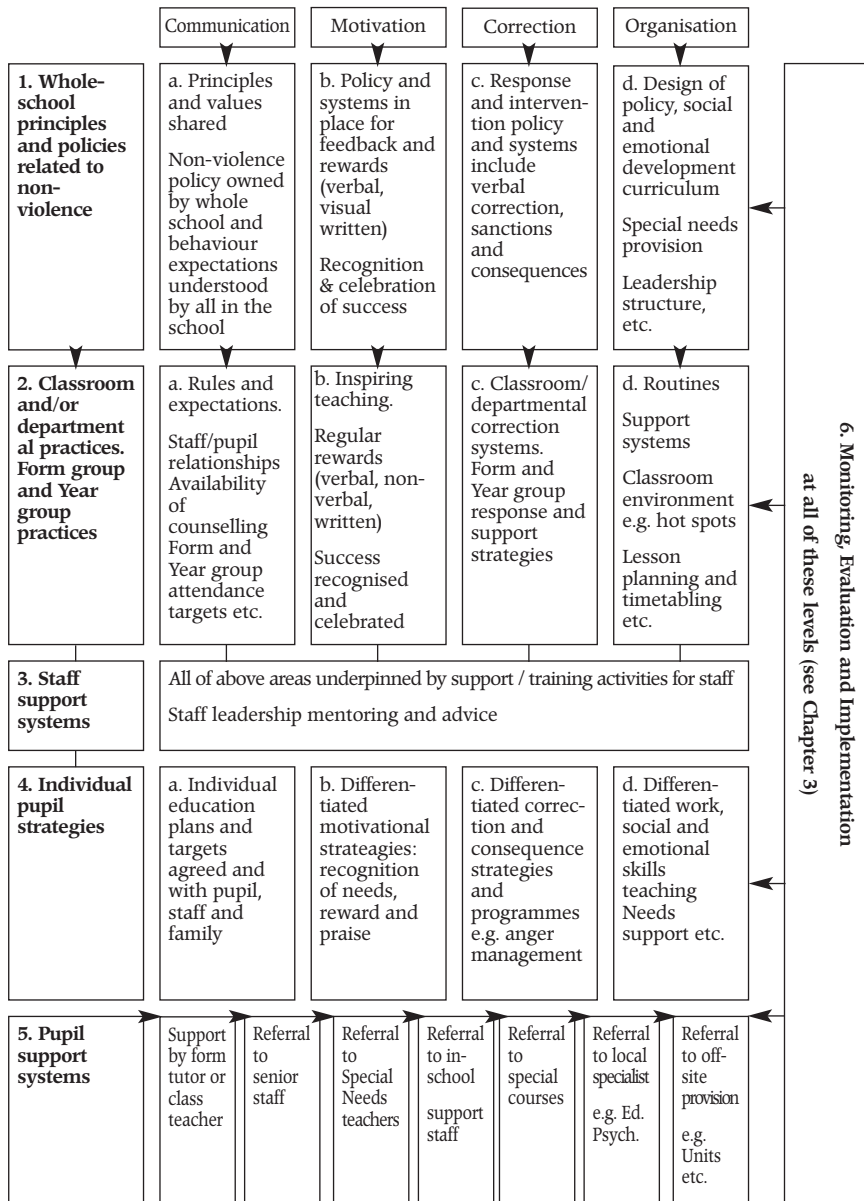 Communication
Motivation
Correction
Organisation
1. Whole-
school
principles
and policies
related to
non-
violence
a. Principles
and values
shared
Non-violence
policy owned
by whole
school and
behaviour
expectations
understood
by all in the
school
b. Policy and
systems in
place for
feedback and
rewards
(verbal,
visual
written)
Recognition
& celebration
of success
c. Response
and interven-
tion policy
and systems
include
verbal
correction,
sanctions
and
consequences
d. Design of
policy, social
and
emotional
development
curriculum
Special needs
provision
Leadership
structure,
etc.
2. Classroom
and/or
department
al practices.
Form group
and Year
group
practices
a. Rules and
expectations.
Staff/pupil
relationships
Availability
of
counselling
Form and
Year group
attendance
targets etc.
b. Inspiring
teaching.
Regular
rewards
(verbal, non-
verbal,
written)
Success
recognised
and
celebrated
c. Classroom/
departmental
correction
systems.
Form and
Year group
response and
support
strategies
d. Routines
Support
systems
Classroom
environment
e.g. hot spots
Lesson
planning and
timetabling
etc.
3. Staff
support
systems
All of above areas underpinned by support / training activities for staff
Staff leadership mentoring and advice
4. Individual
pupil
strategies
a. Individual
education
plans and
targets
agreed and
with pupil,
staff and
family
b. Differen-
tiated
motivational
strateagies:
recognition
of needs,
reward and
praise
c. Differen-
tiated correc-
tion and
consequence
strategies
and
programmes
e.g. anger
management
d. Differen-
tiated work,
social and
emotional
skills
teaching
Needs
support etc.
5. Pupil
support
systems
Support
by form
tutor or
class
teacher
Referral
to
senior
staff
Referral
to
Special
Needs
teachers
Referral
to in-
school
support
staff
Referral
to
special
courses
Referral
to local
specialist
e.g. Ed.
Psych.
Referral
to off-
site
provision
e.g.
Units
etc.
6. Monitoring, Evaluation and Implementation
at all of these levels (see Chapter 3)